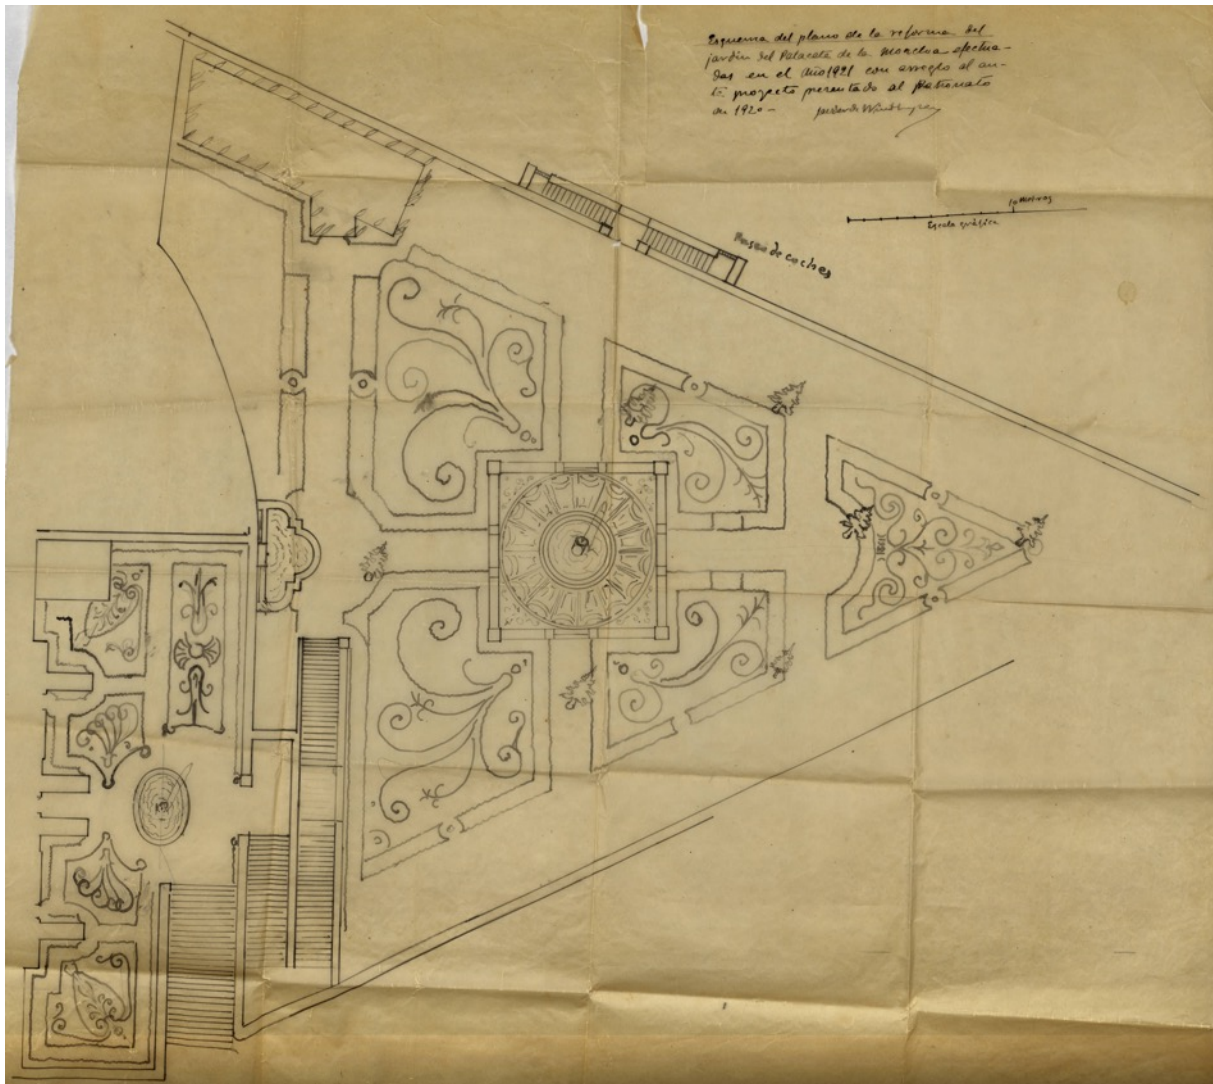 Esquema del plano de la reforma del
jardín del Palacete de la Moncloa efectua-
das en el año 1921 con arreglo al an-
te proyecto presentado al Patronato
en 1920 –
10 metros
Escala gráfica
Paseo de coches